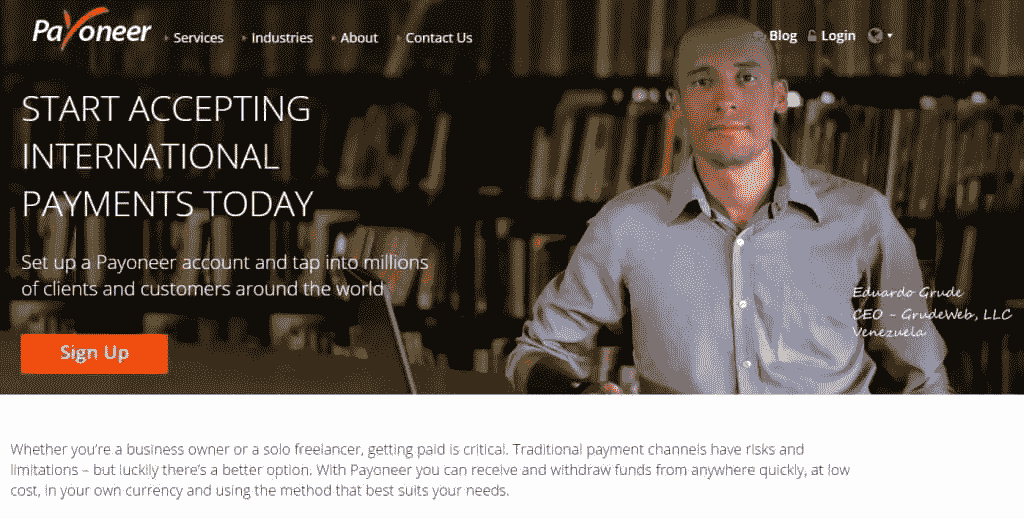 Payoneer
Services Industries About Contact Us Blog Login
START ACCEPTING
INTERNATIONAL
PAYMENTS TODAY
Set up a Payoneer account and tap into millions
of clients and customers around the world
Sign Up
Eduardo Grude
CEO - GrudeWeb, LLC
Venezuela
Whether you're a business owner or a solo freelancer, getting paid is critical. Traditional payment channels have risks and
limitations – but luckily there's a better option. With Payoneer you can receive and withdraw funds from anywhere quickly, at low
cost, in your own currency and using the method that best suits your needs.